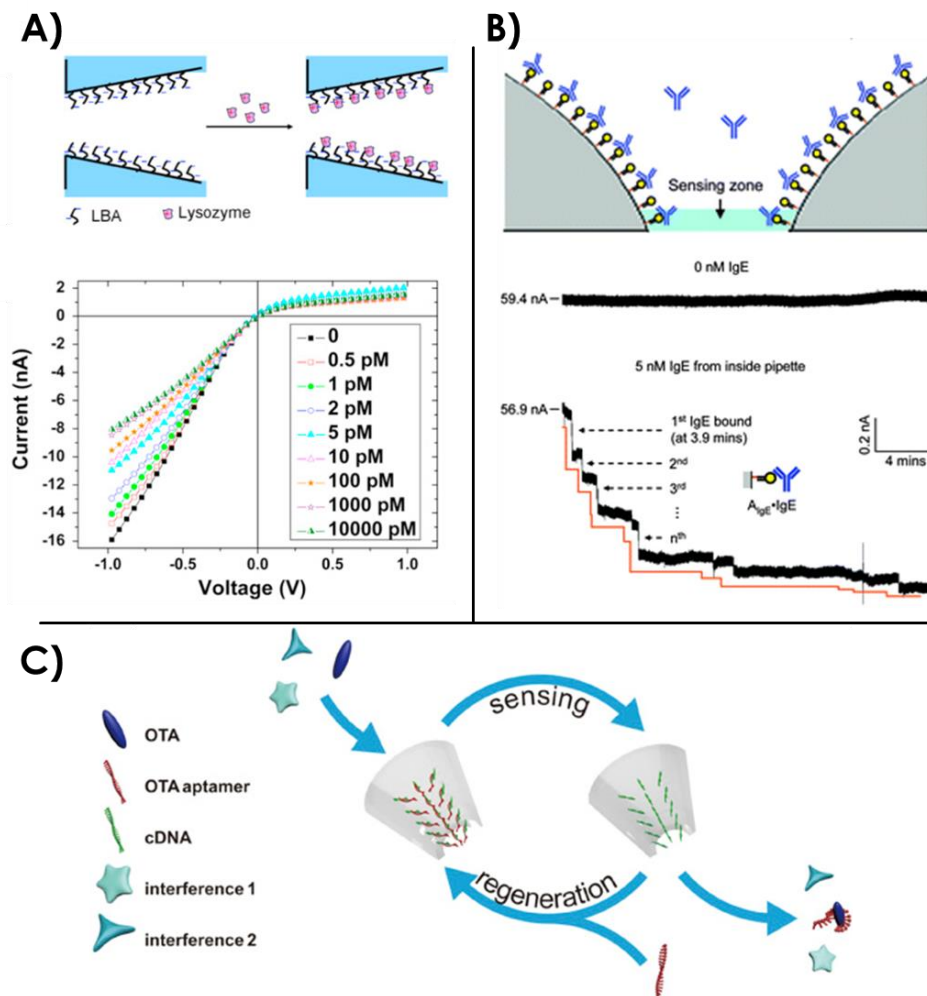 A)
LBA
Lysozyme
Current (nA)
2
0
-2
-4
-6
-8
-10
-12
-14
-16
0
0.5 pM
1 pM
2 pM
5 pM
10 pM
100 pM
1000 pM
10000 pM
-1.0 -0.5 0.0 0.5 1.0
Voltage (V)
B)
Sensing zone
0 nM IgE
59.4 nA
5 nM IgE from inside pipette
56.9 nA
1st IgE bound
(at 3.9 mins)
2nd
3rd
⋮
nth
AIgE•IgE
0.2 nA
4 mins
C)
OTA
OTA aptamer
cDNA
interference 1
interference 2
sensing
regeneration